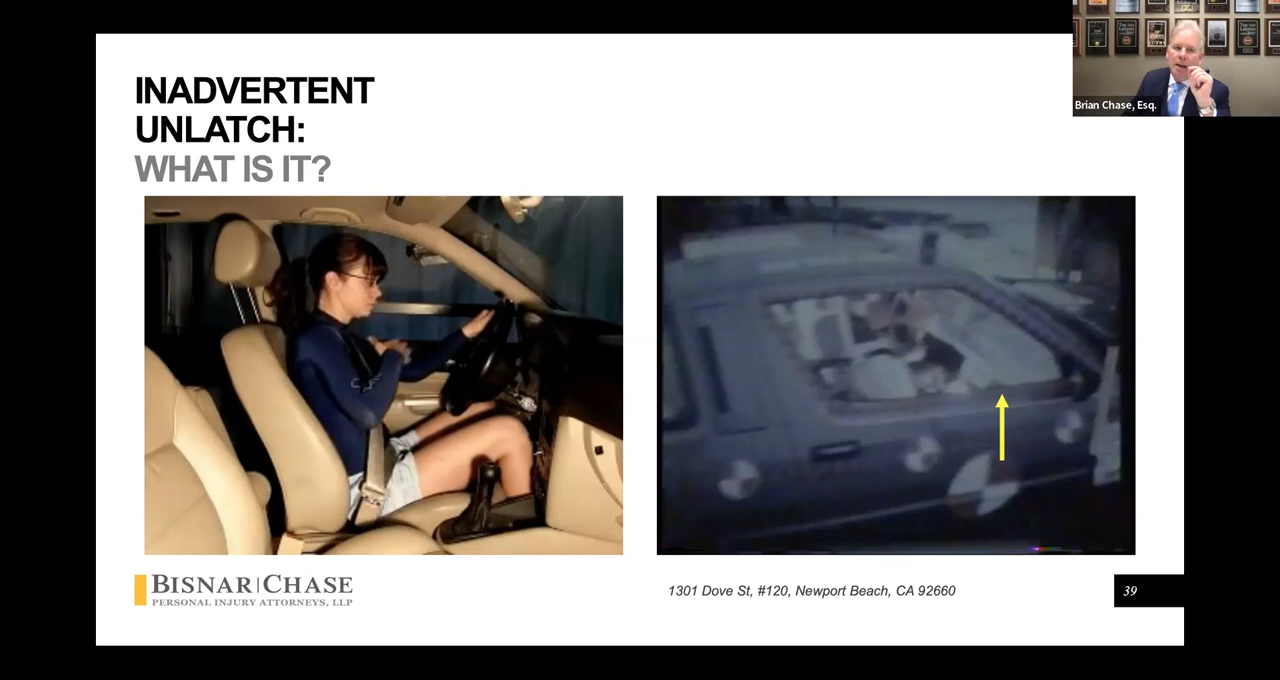 INADVERTENT
UNLATCH:
WHAT IS IT?
Brian Chase, Esq.
BISNAR|CHASE
PERSONAL INJURY ATTORNEYS, LLP
1301 Dove St, #120, Newport Beach, CA 92660
39